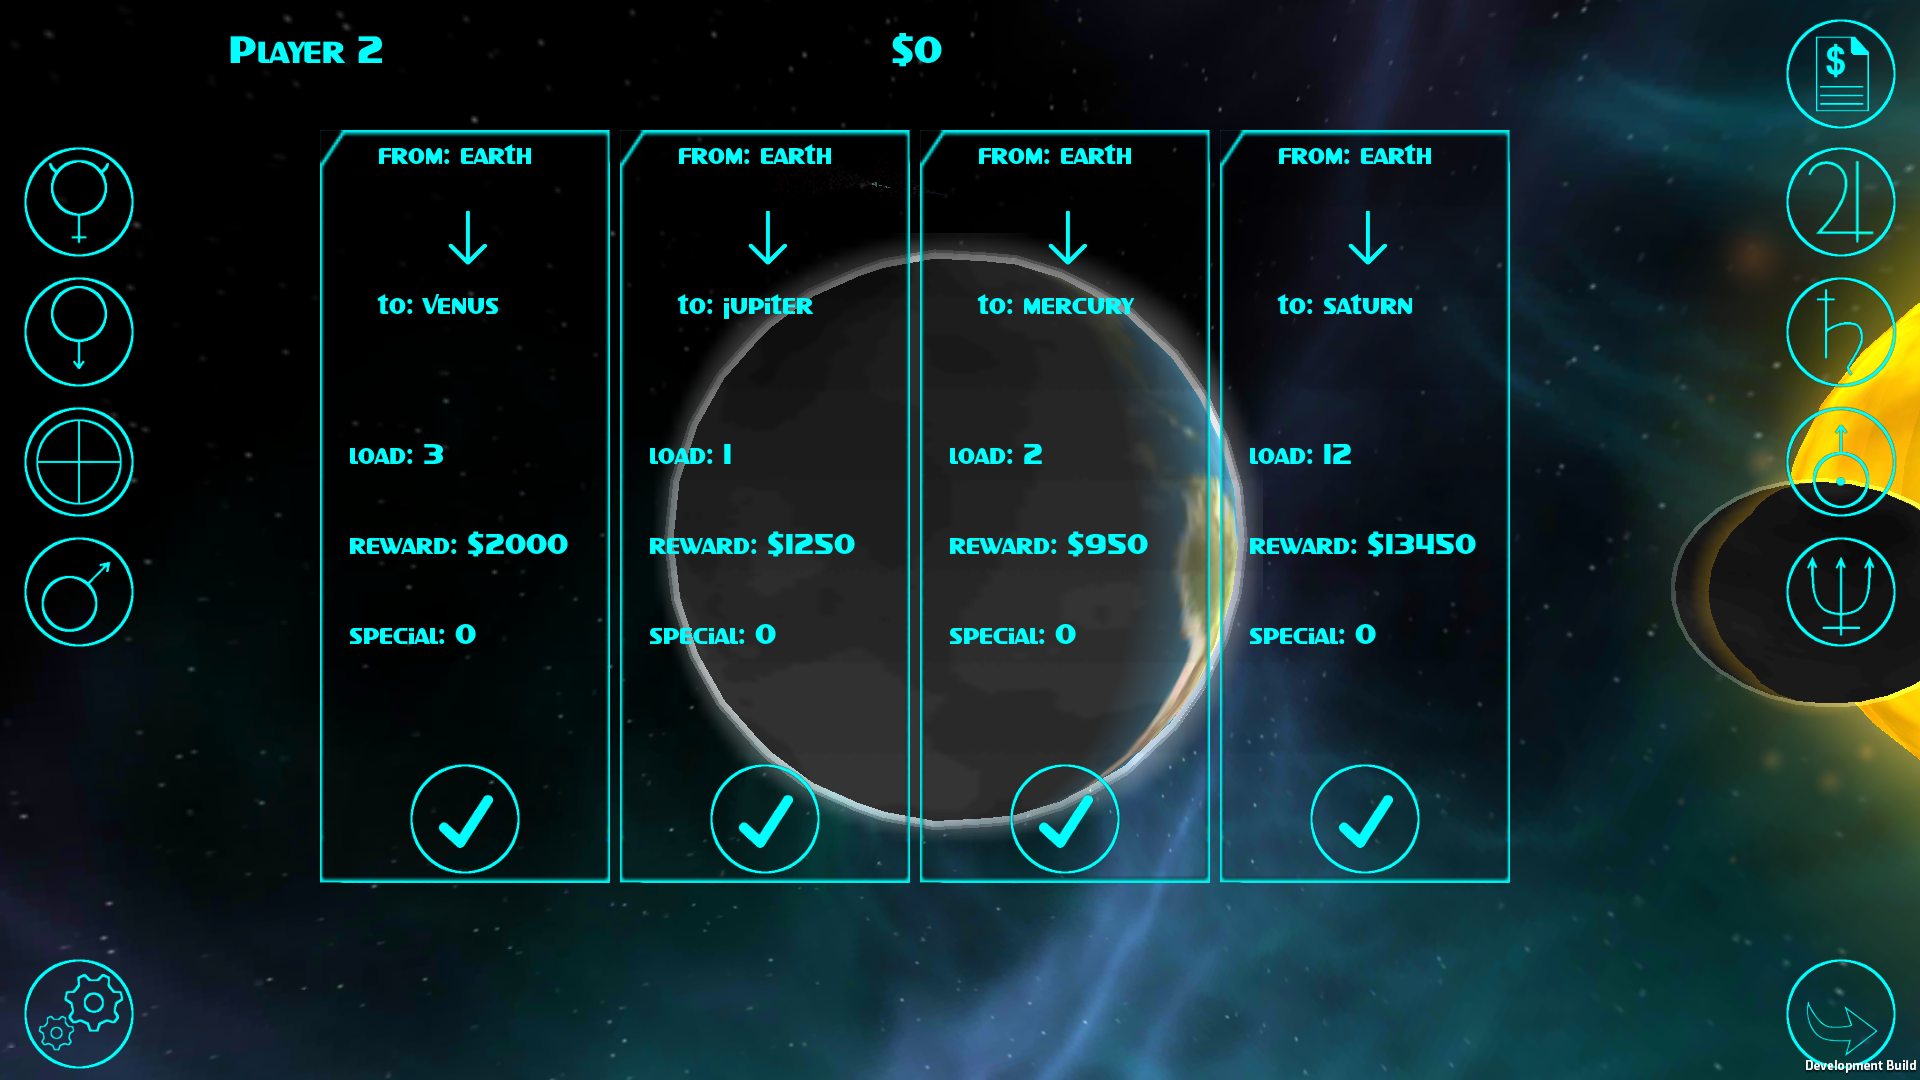 Player 2
$0
FROM: EARTH
TO: VENUS
LOAD: 3
REWARD: $2000
SPECIAL: 0
FROM: EARTH
TO: JUPITER
LOAD: 1
REWARD: $1250
SPECIAL: 0
FROM: EARTH
TO: MERCURY
LOAD: 2
REWARD: $950
SPECIAL: 0
FROM: EARTH
TO: SATURN
LOAD: 12
REWARD: $13450
SPECIAL: 0
$
Development Build